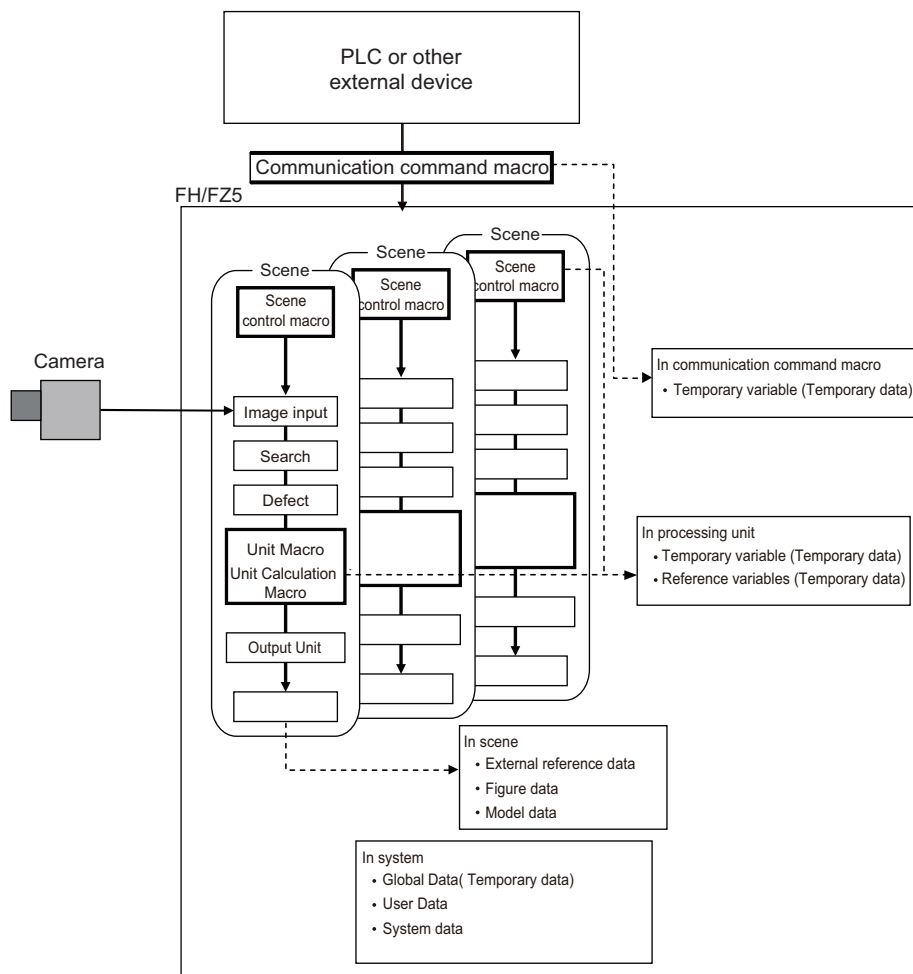 PLC or other
external device
Communication command macro
FH/FZ5
Scene
Scene
control macro
Scene
Scene
control macro
Scene
Scene
control macro
Camera
Image input
Search
Defect
Unit Macro
Unit Calculation
Macro
Output Unit
In communication command macro
• Temporary variable (Temporary data)
In processing unit
• Temporary variable (Temporary data)
• Reference variables (Temporary data)
In scene
• External reference data
• Figure data
• Model data
In system
• Global Data( Temporary data)
• User Data
• System data